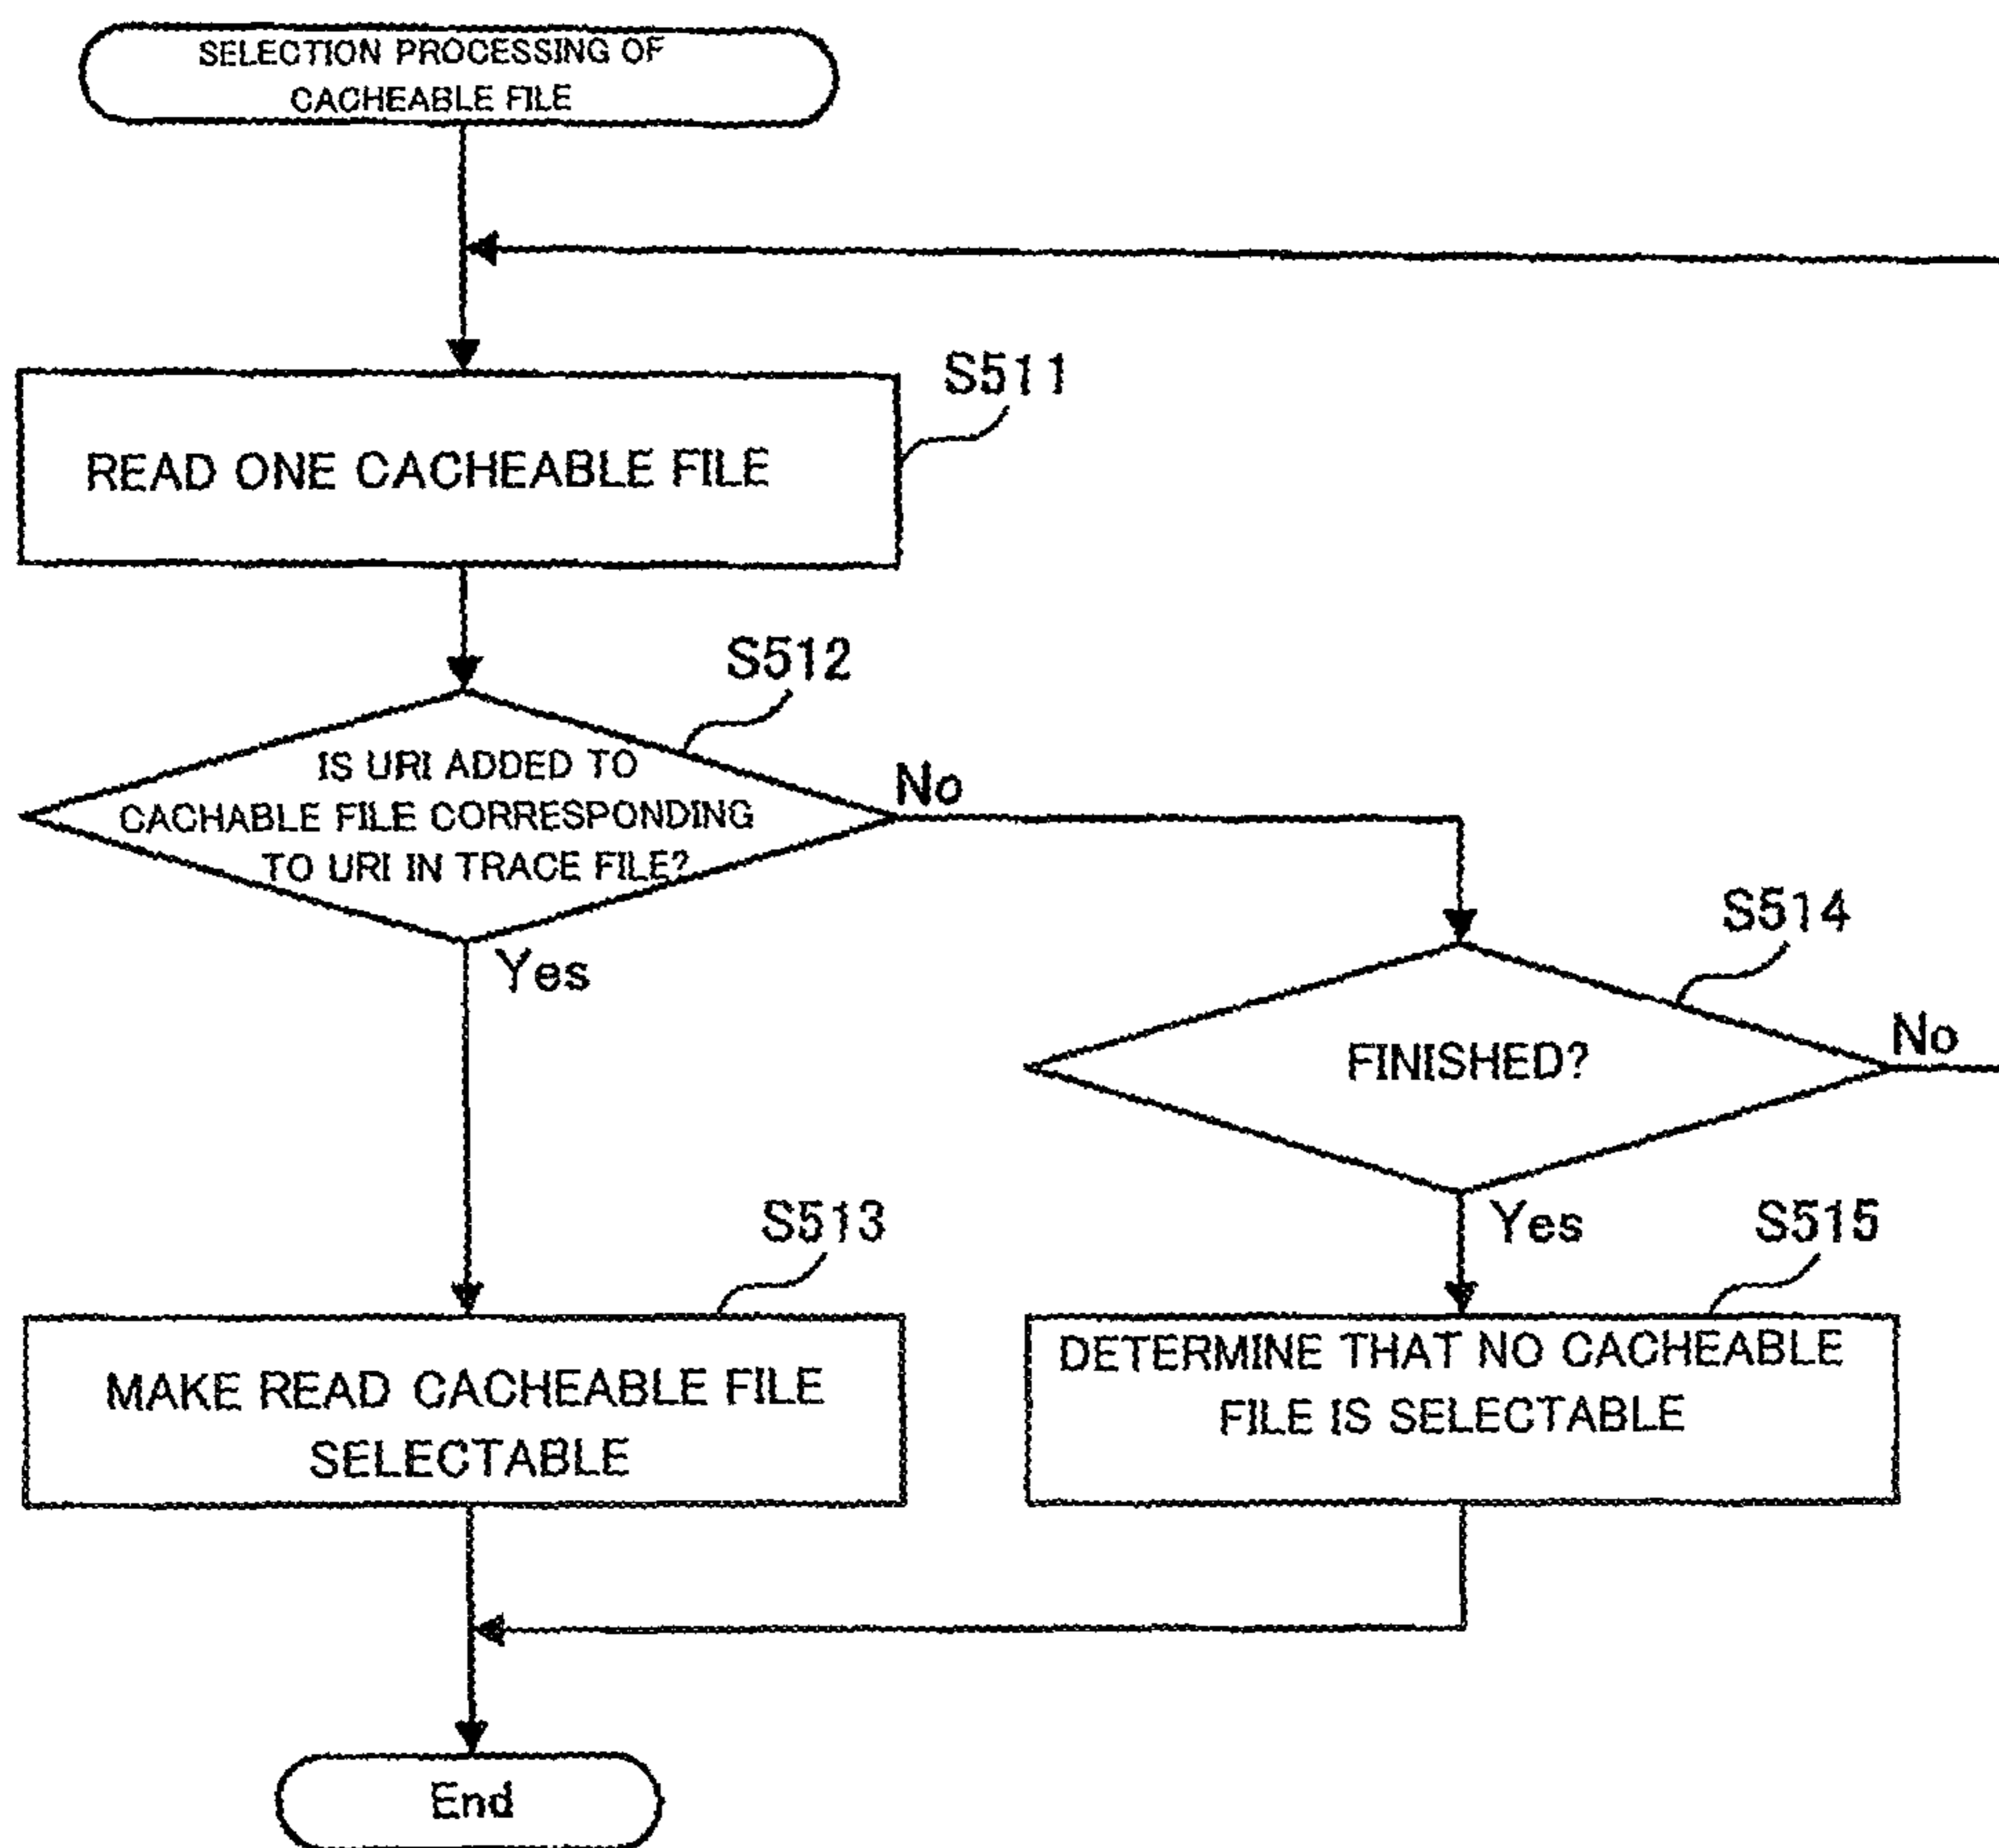 SELECTION PROCESSING OF
CACHEABLE FILE
S511
READ ONE CACHEABLE FILE
S512
IS URI ADDED TO
CACHABLE FILE CORRESPONDING
TO URI IN TRACE FILE?
No
Yes
S514
FINISHED?
No
Yes
S513
MAKE READ CACHEABLE FILE
SELECTABLE
S515
DETERMINE THAT NO CACHEABLE
FILE IS SELECTABLE
End